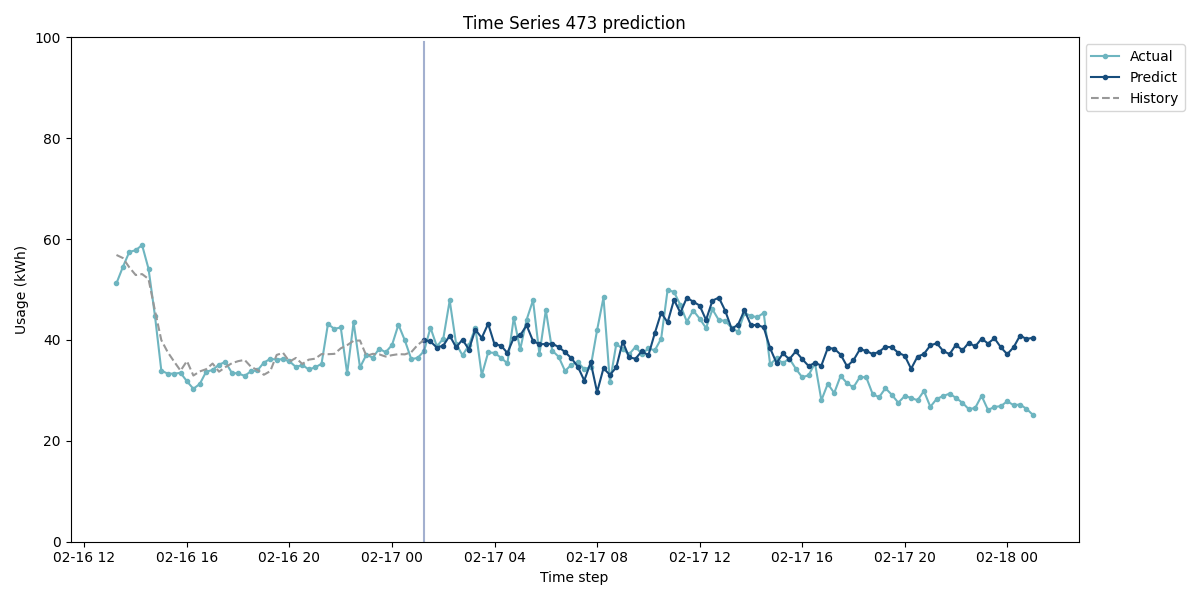 Time Series 473 prediction
100
80
60
40
20
0
Usage (kWh)
02-16 12 02-16 16 02-16 20 02-17 00 02-17 04 02-17 08 02-17 12 02-17 16 02-17 20 02-18 00
Time step
Actual
Predict
History